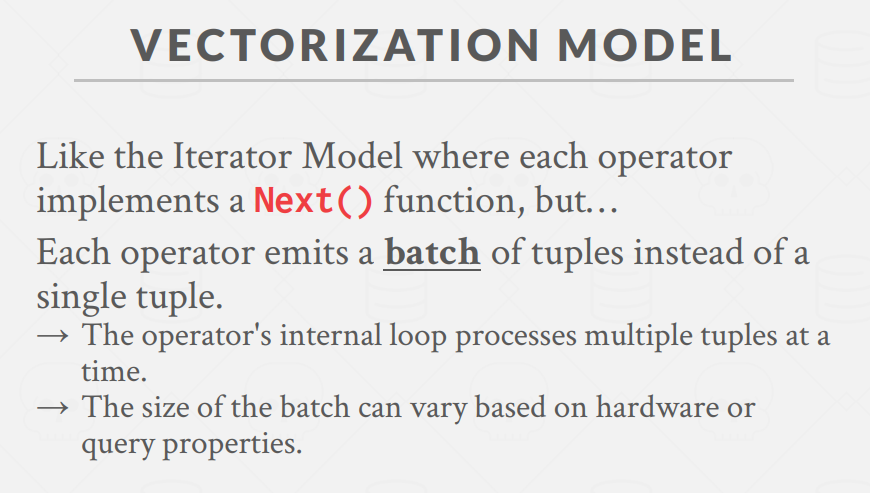 VECTORIZATION MODEL
Like the Iterator Model where each operator
implements a Next() function, but…
Each operator emits a batch of tuples instead of a
single tuple.
→ The operator's internal loop processes multiple tuples at a
time.
→ The size of the batch can vary based on hardware or
query properties.